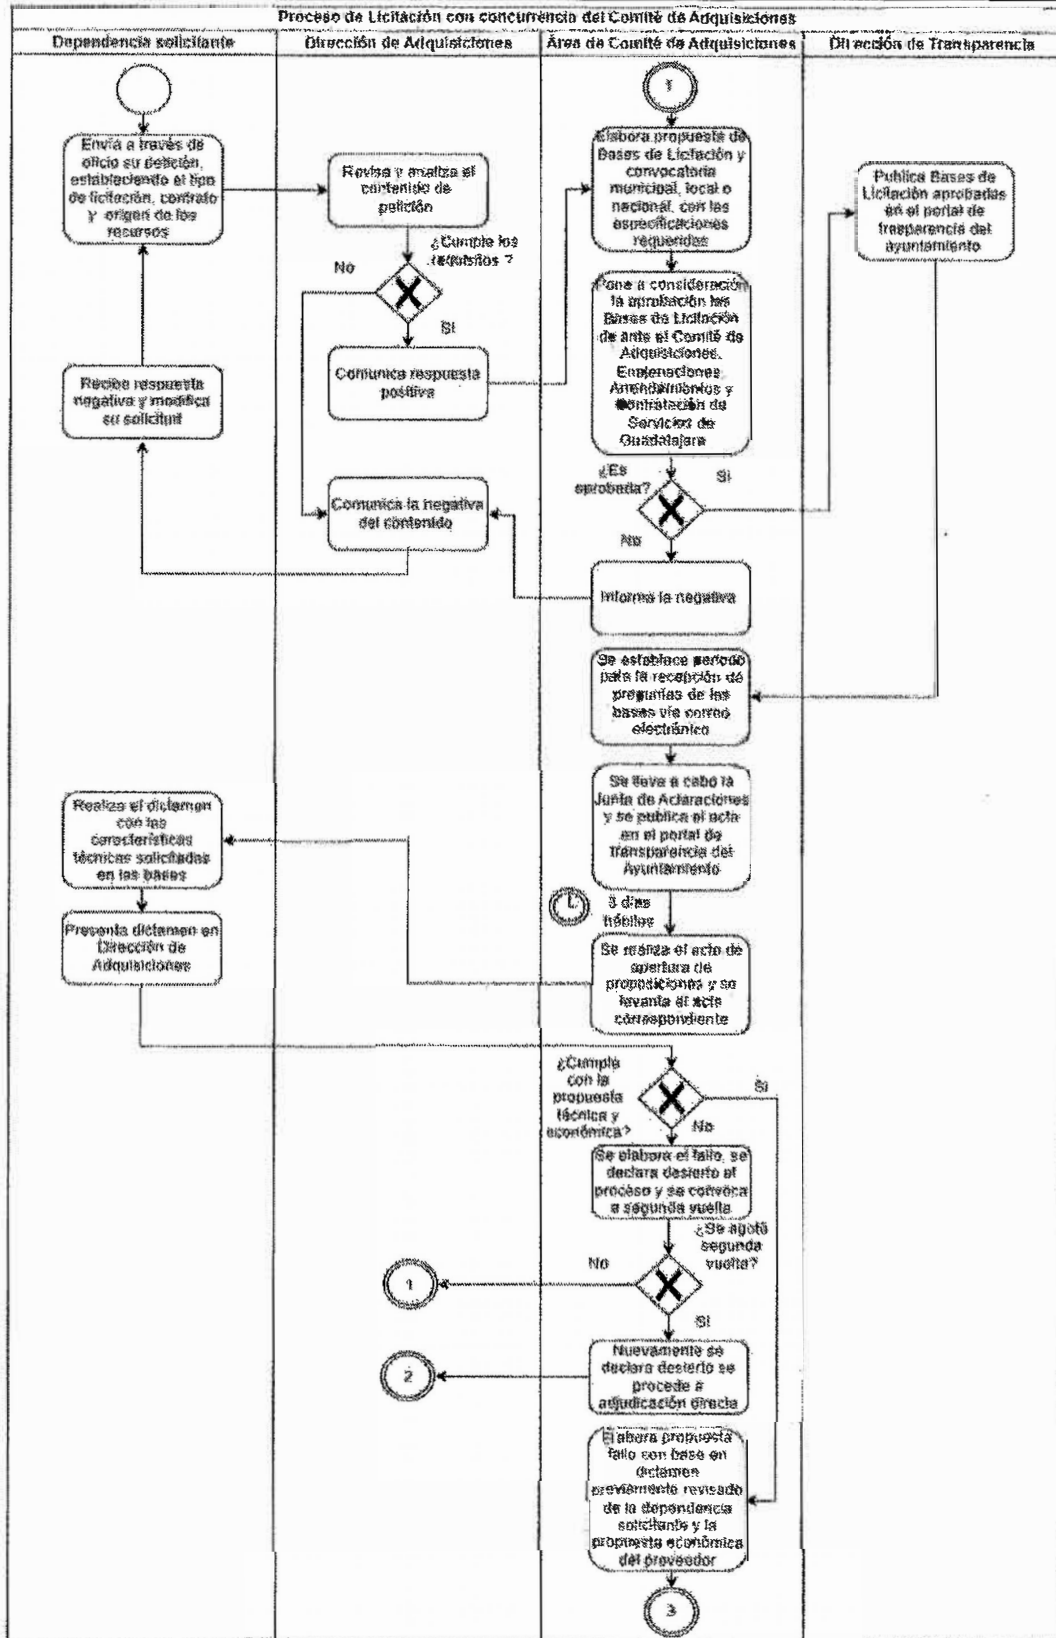 Proceso de Licitación con concurrencia del Comité de Adquisiciones
Dependencia solicitante
Dirección de Adquisiciones
Área de Comité de Adquisiciones
Dirección de Transparencia
1
Envía a través de
oficio su petición,
estableciendo el tipo
de licitación, contrato
y origen de los
recursos
Revisa y analiza el
contenido de
petición
Elabora propuesta de
Bases de Licitación y
convocatoria
municipal, local o
nacional, con las
especificaciones
requeridas
Publica Bases de
Licitación aprobadas
en el portal de
trasparencia del
ayuntamiento
¿Cumple los
requisitos ?
No
Si
Pone a consideración
la aprobación las
Bases de Licitación
de ante el Comité de
Adquisiciones,
Enajenaciones
Arrendamientos y
Contratación de
Servicios de
Guadalajara
Comunica respuesta
positiva
Recibe respuesta
negativa y modifica
su solicitud
¿Es
aprobada?
Si
No
Comunica la negativa
del contenido
Informa la negativa
Se establece periodo
para la recepción de
preguntas de las
bases vía correo
electrónico
Se lleva a cabo la
Junta de Aclaraciones
y se publica el acta
en el portal de
transparencia del
Ayuntamiento
Realiza el dictamen
con las
características
técnicas solicitadas
en las bases
3 días
hábiles
Presenta dictamen en
Dirección de
Adquisiciones
Se realiza el acto de
apertura de
proposiciones y se
levanta el acta
correspondiente
¿Cumple
con la
propuesta
técnica y
económica?
Si
No
Se elabora el fallo, se
declara desierto el
proceso y se convoca
a segunda vuelta
¿Se agotó
segunda
vuelta?
No
1
Si
Nuevamente se
declara desierto se
procede a
adjudicación directa
2
Elabora propuesta
fallo con base en
dictamen
previamente revisado
de la dependencia
solicitante y la
propuesta económica
del proveedor
3